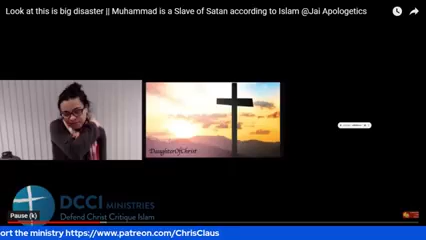 Look at this is big disaster || Muhammad is a Slave of Satan according to Islam @Jai Apologetics
DaughterOfChrist
DCCI MINISTRIES
Defend Christ Critique Islam
Pause (k)
ort the ministry https://www.patreon.com/ChrisClaus